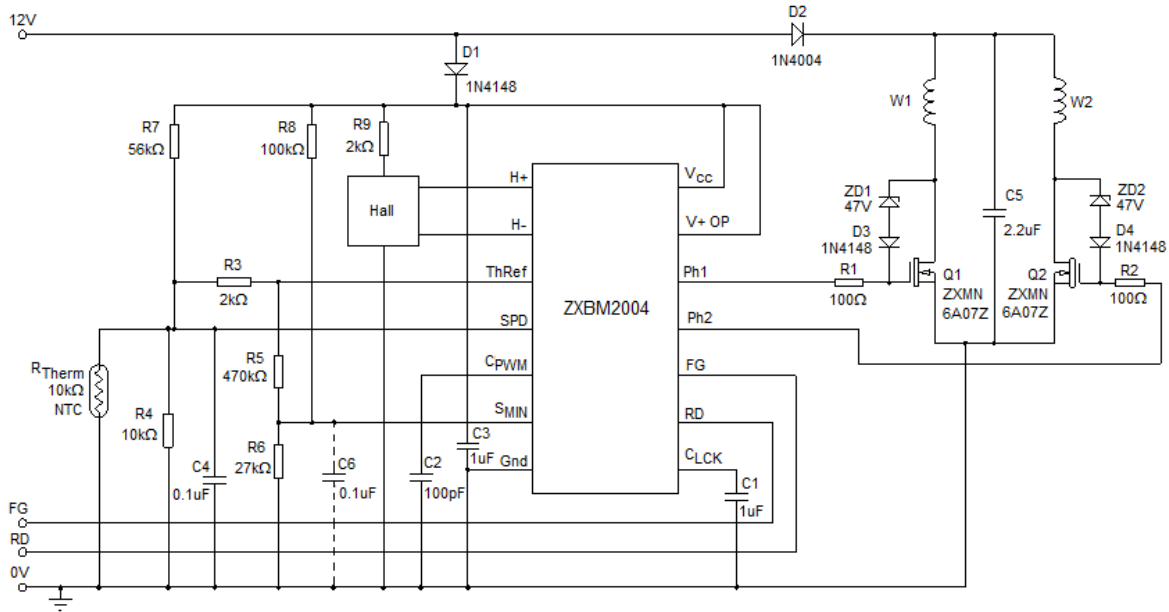 12V
D2
1N4004
D1
1N4148
W1
W2
R7
56kΩ
R8
100kΩ
R9
2kΩ
Hall
H+
H-
ThRef
SPD
CPWM
SMIN
Gnd
ZXBM2004
VCC
V+ OP
Ph1
Ph2
FG
RD
CLCK
ZD1
47V
D3
1N4148
C5
2.2uF
ZD2
47V
D4
1N4148
R3
2kΩ
R1
100Ω
Q1
ZXMN
6A07Z
Q2
ZXMN
6A07Z
R2
100Ω
RTherm
10kΩ
NTC
R4
10kΩ
R5
470kΩ
R6
27kΩ
C4
0.1uF
C6
0.1uF
C2
100pF
C3
1uF
C1
1uF
FG
RD
0V